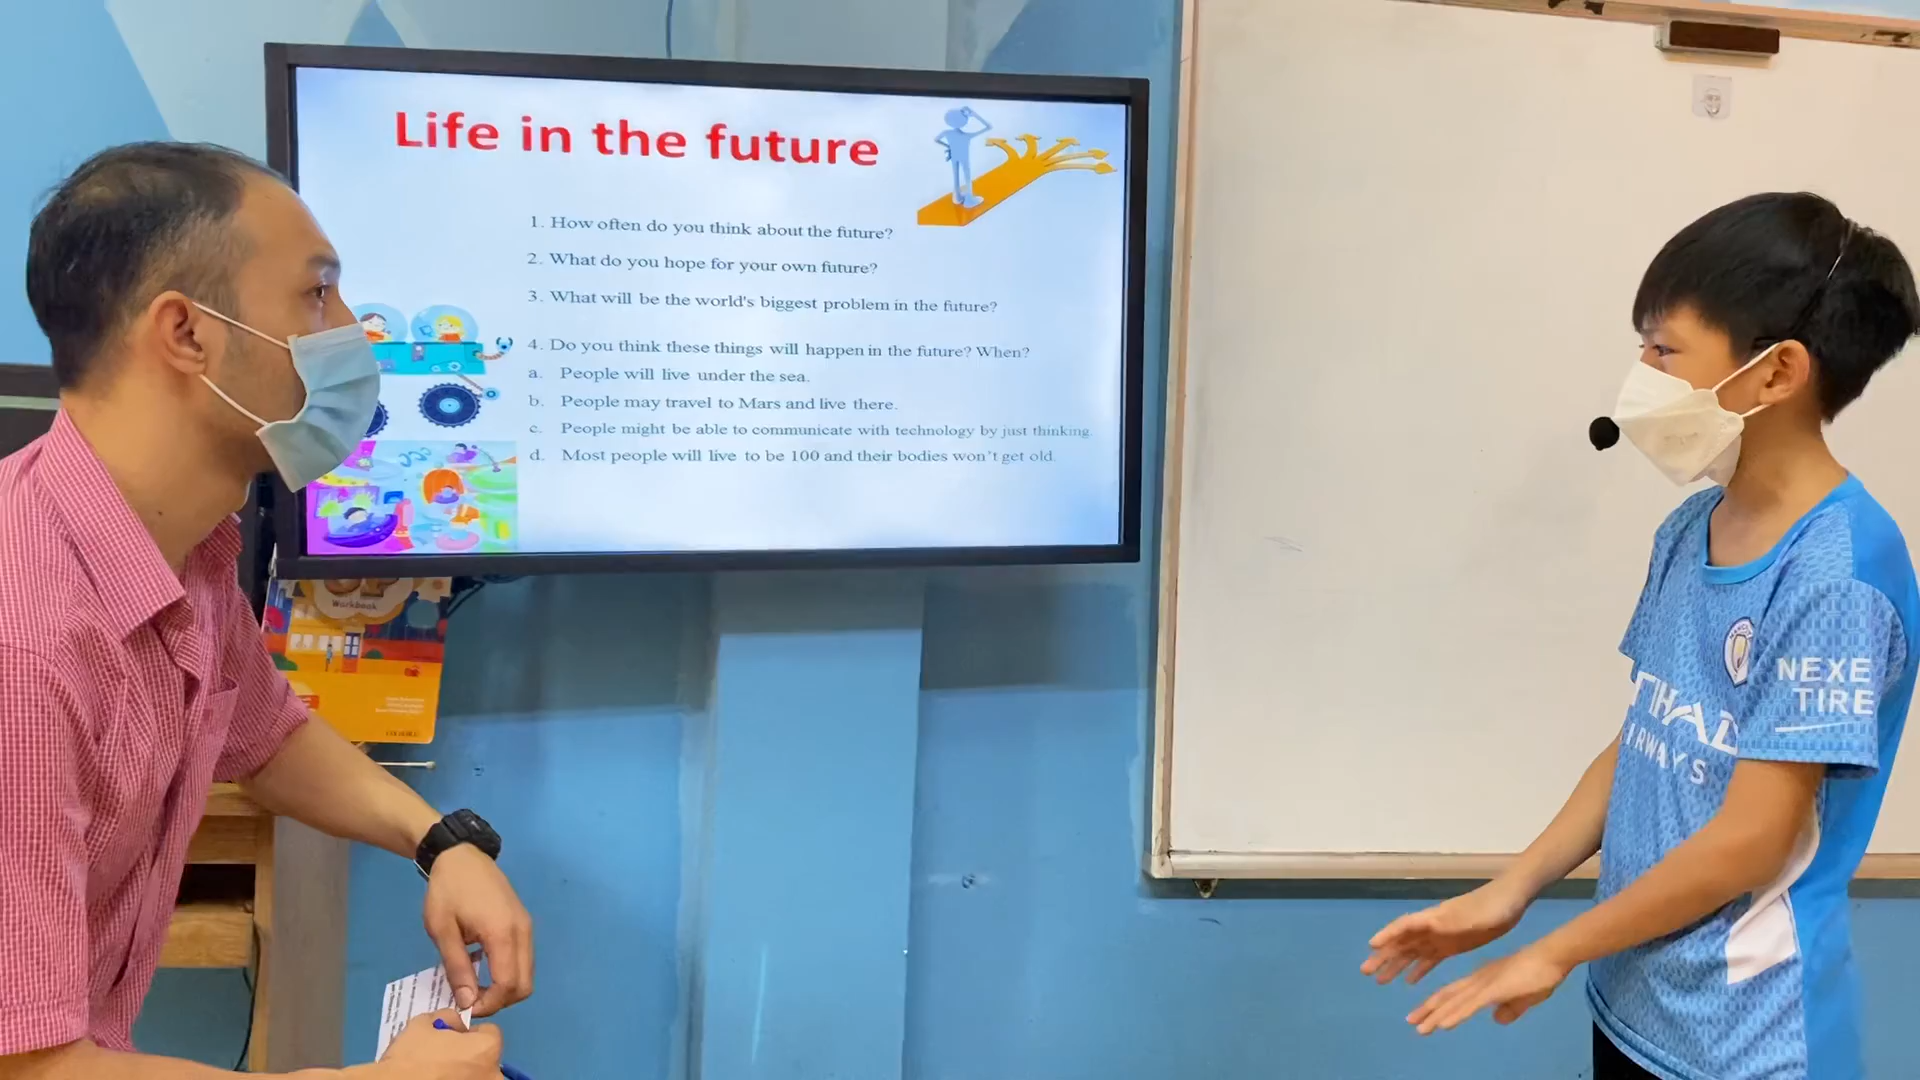 Life in the future
1. How often do you think about the future?
2. What do you hope for your own future?
3. What will be the world's biggest problem in the future?
4. Do you think these things will happen in the future? When?
a. People will live under the sea.
b. People may travel to Mars and live there.
c. People might be able to communicate with technology by just thinking.
d. Most people will live to be 100 and their bodies won't get old.
Workbook
NEXE
TIRE
TIHAD
IRWAYS